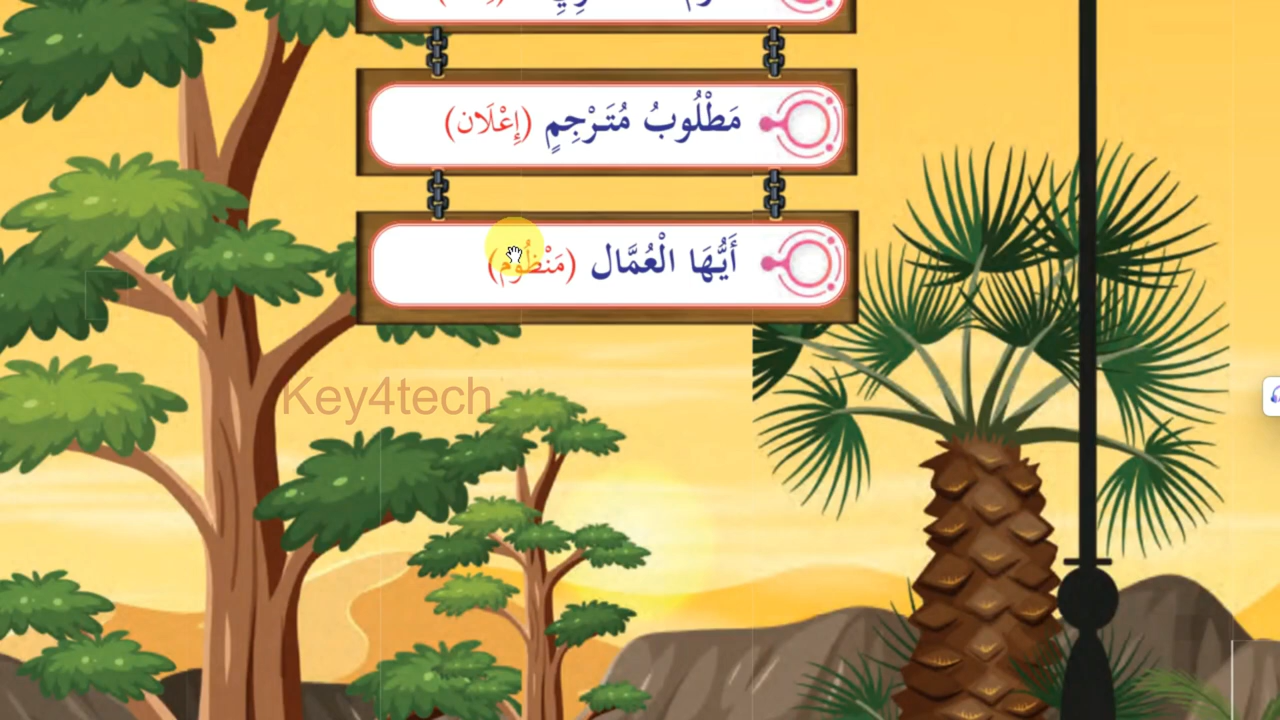 مَطْلُوبُ مُتَرْجِمٍ (إِعْلَان)
أَيُّهَا الْعُمَّال (مَنْظُوم)
Key4tech